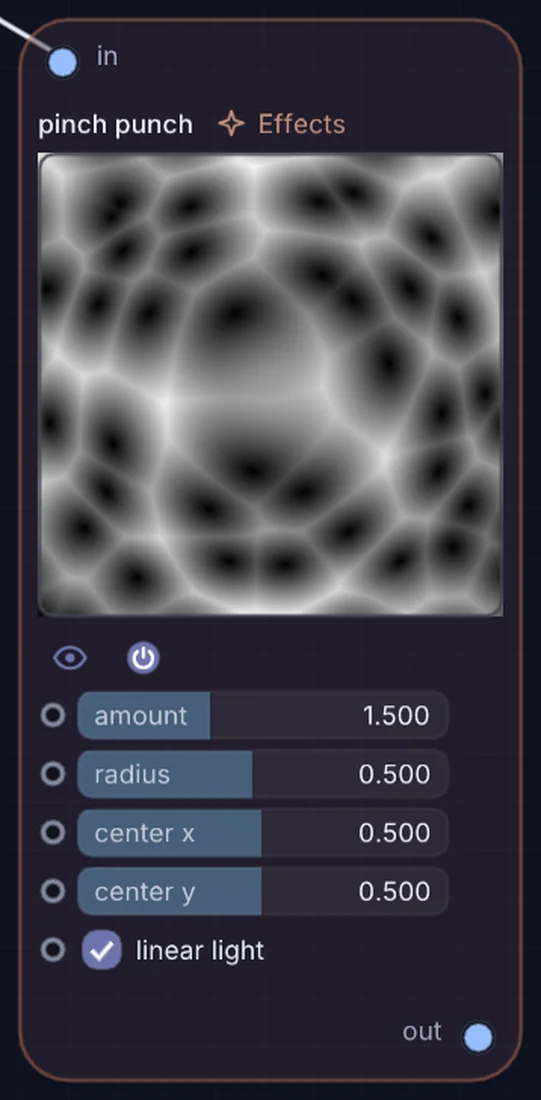 in
pinch punch Effects
amount 1.500
radius 0.500
center x 0.500
center y 0.500
linear light
out